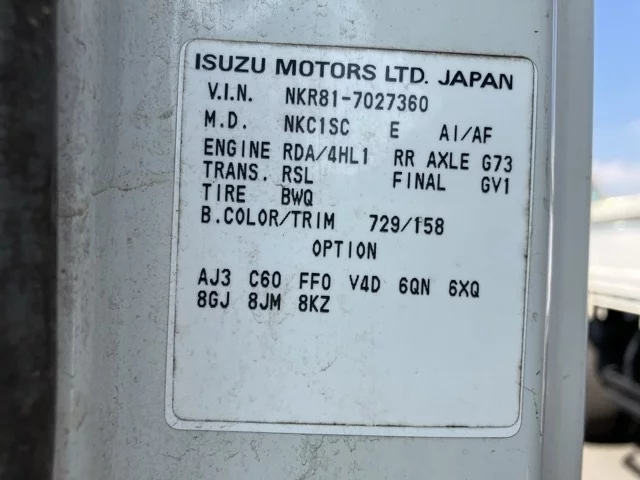 ISUZU MOTORS LTD. JAPAN
V.I.N. NKR81-7027360
M.D. NKC1SC E AI/AF
ENGINE RDA/4HL1 RR AXLE G73
TRANS. RSL FINAL GV1
TIRE BWQ
B.COLOR/TRIM 729/158
OPTION
AJ3 C60 FF0 V4D 6QN 6XQ
8GJ 8JM 8KZ